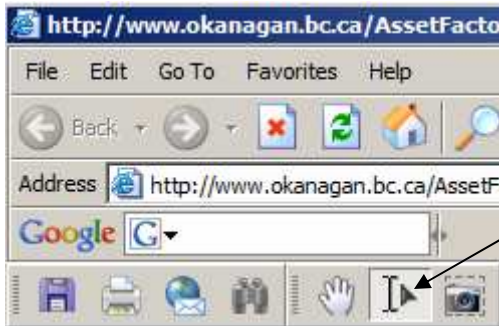 http://www.okanagan.bc.ca/AssetFacto
File Edit Go To Favorites Help
Back
Address http://www.okanagan.bc.ca/AssetF
Google G